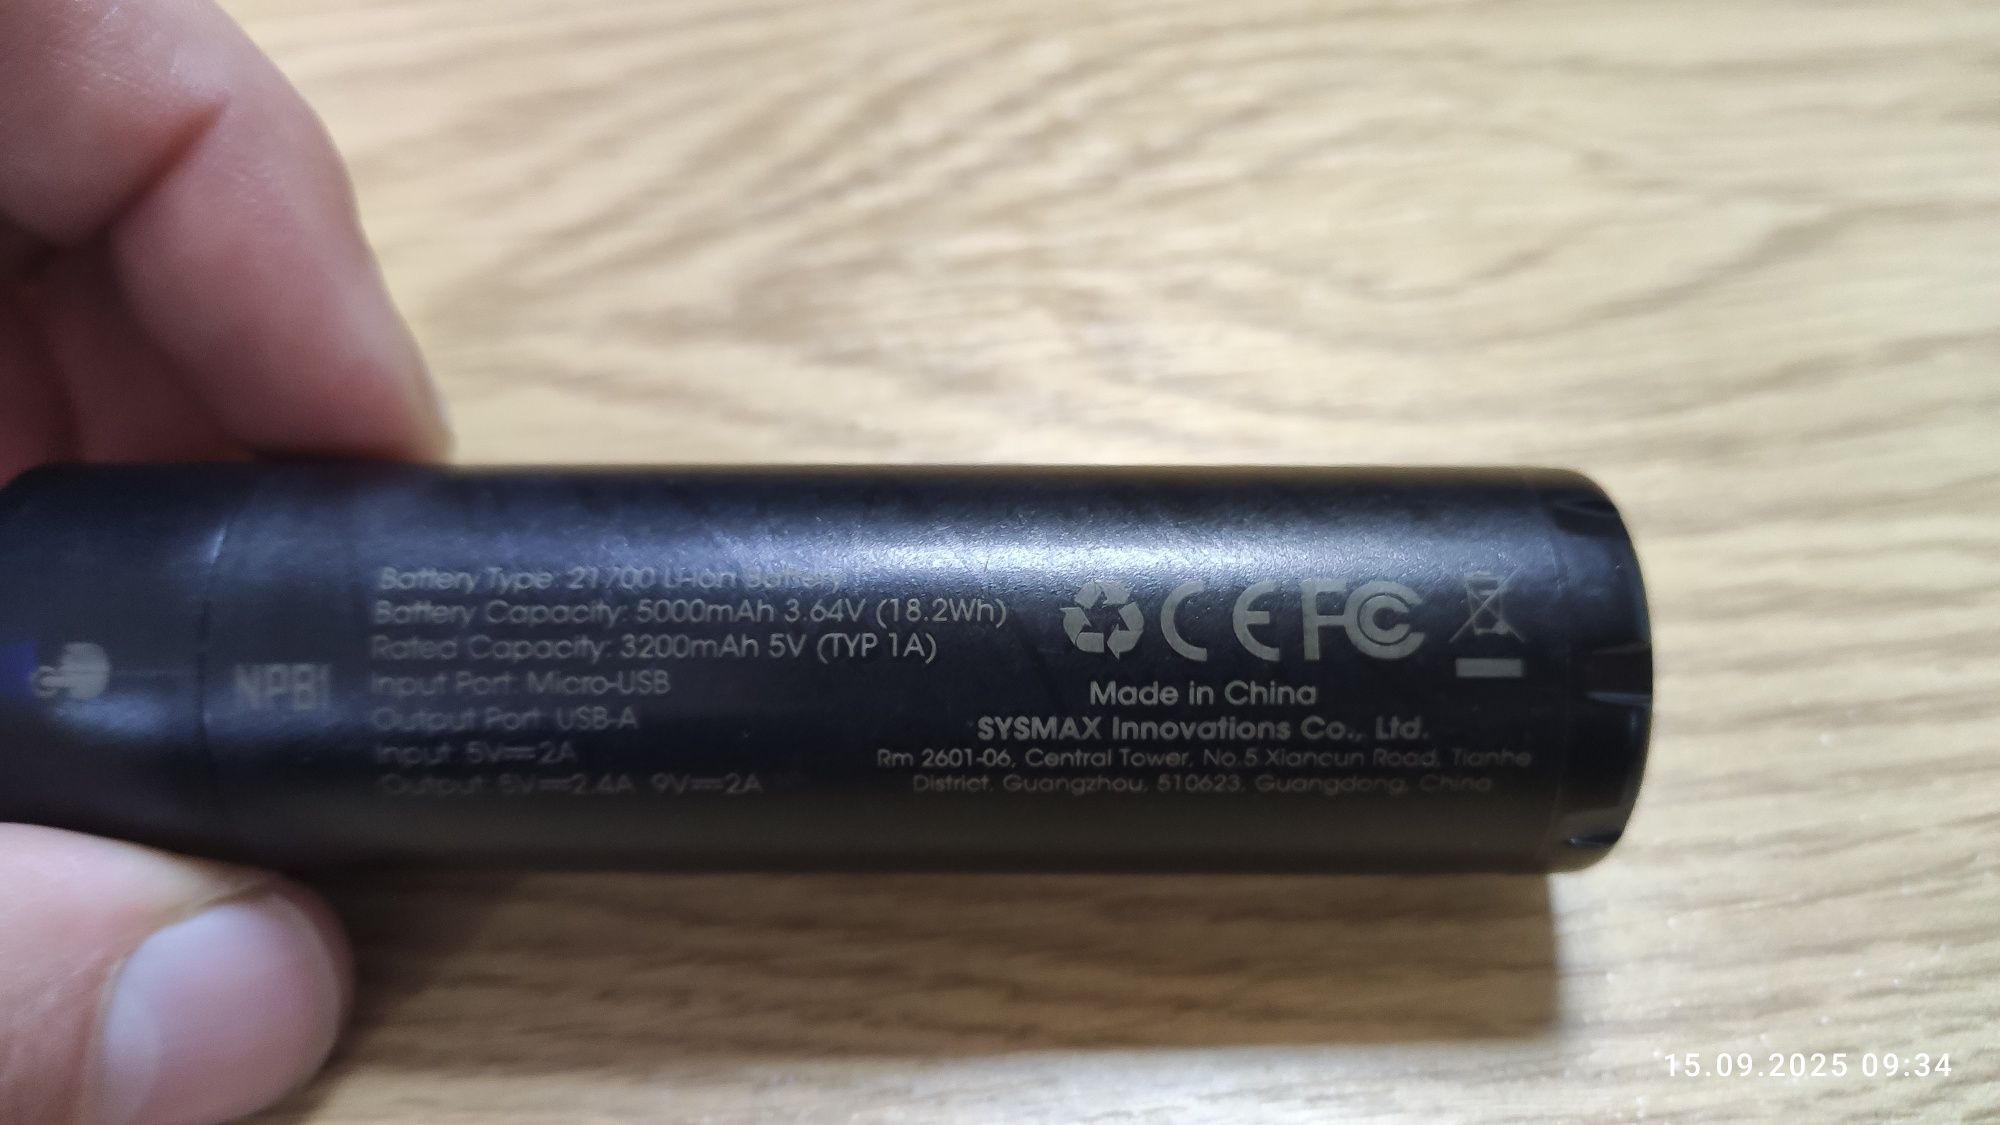 NPB1
Battery Type: 21700 Li-ion Battery
Battery Capacity: 5000mAh 3.64V (18.2Wh)
Rated Capacity: 3200mAh 5V (TYP 1A)
Input Port: Micro-USB
Output Port: USB-A
Input: 5V⎓2A
Output: 5V⎓2.4A 9V⎓2A
CE FC
Made in China
SYSMAX Innovations Co., Ltd.
Rm 2601-06, Central Tower, No.5 Xiancun Road, Tianhe
District, Guangzhou, 510623, Guangdong, China
15.09.2025 09:34